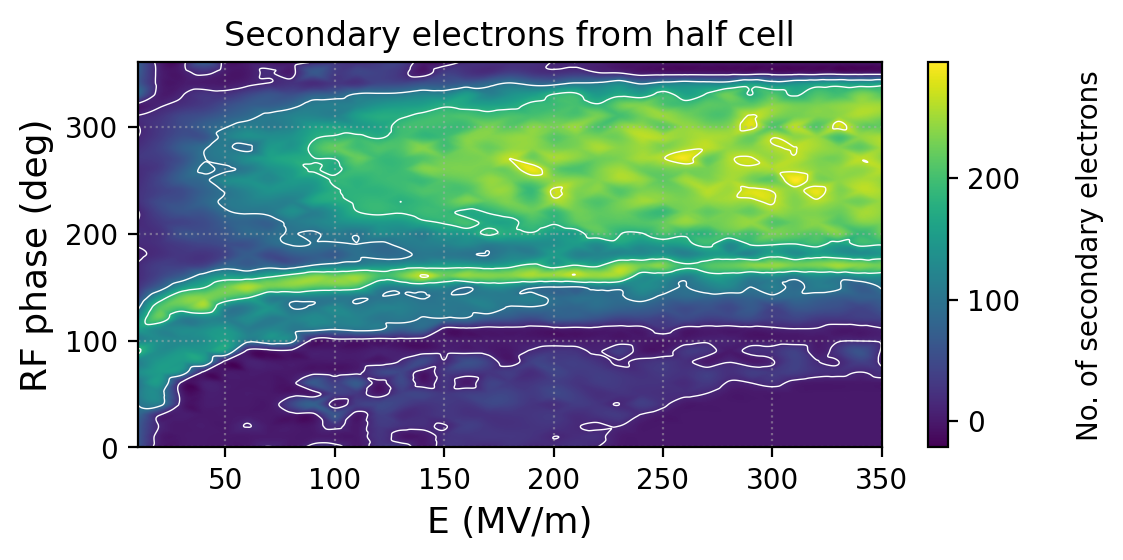 Secondary electrons from half cell
RF phase (deg)
300
200
100
0
50 100 150 200 250 300 350
E (MV/m)
200
100
0
No. of secondary electrons